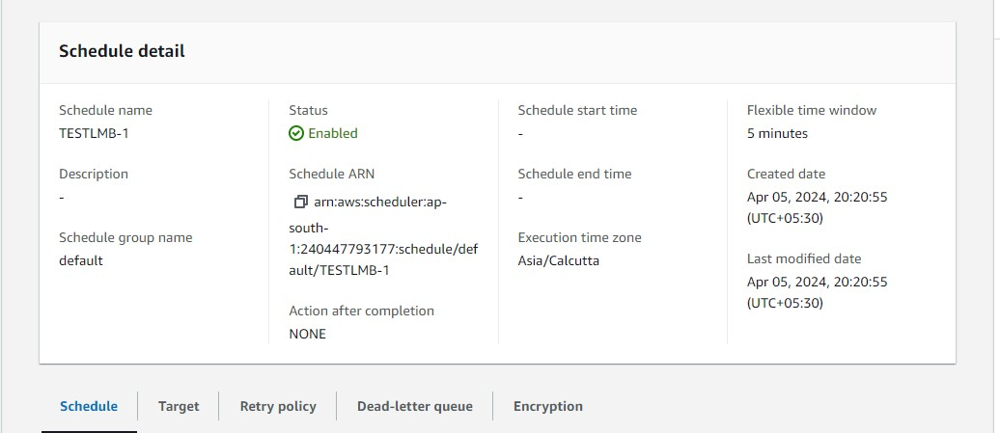 Schedule detail
Schedule name
TESTLMB-1
Description
-
Schedule group name
default
Status
Enabled
Schedule ARN
arn:aws:scheduler:ap-
south-
1:240447793177:schedule/def
ault/TESTLMB-1
Action after completion
NONE
Schedule start time
-
Schedule end time
-
Execution time zone
Asia/Calcutta
Flexible time window
5 minutes
Created date
Apr 05, 2024, 20:20:55
(UTC+05:30)
Last modified date
Apr 05, 2024, 20:20:55
(UTC+05:30)
Schedule
Target
Retry policy
Dead-letter queue
Encryption